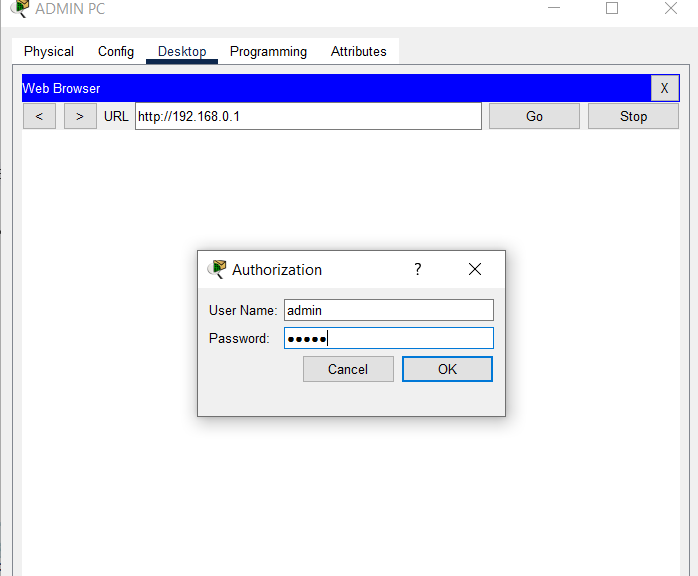 ADMIN PC
Physical Config Desktop Programming Attributes
Web Browser X
< > URL http://192.168.0.1 Go Stop
Authorization ?
User Name: admin
Password: ●●●●●
Cancel OK